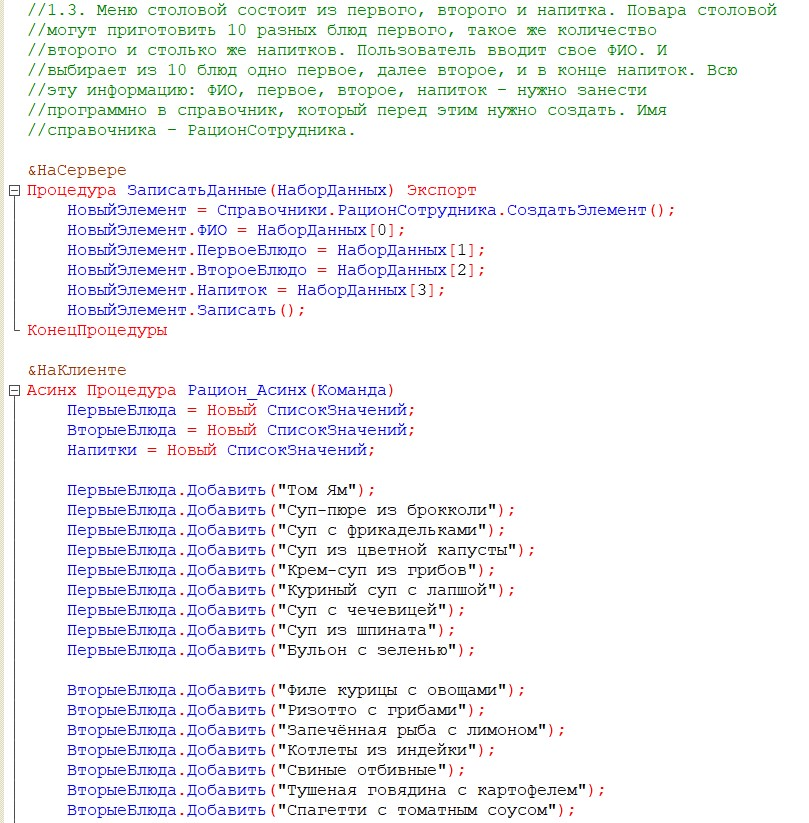 //1.3. Меню столовой состоит из первого, второго и напитка. Повара столовой
//могут приготовить 10 разных блюд первого, такое же количество
//второго и столько же напитков. Пользователь вводит свое ФИО. И
//выбирает из 10 блюд одно первое, далее второе, и в конце напиток. Всю
//эту информацию: ФИО, первое, второе, напиток – нужно занести
//программно в справочник, который перед этим нужно создать. Имя
//справочника – РационСотрудника.
&НаСервере
Процедура ЗаписатьДанные(НаборДанных) Экспорт
НовыйЭлемент = Справочники.РационСотрудника.СоздатьЭлемент();
НовыйЭлемент.ФИО = НаборДанных[0];
НовыйЭлемент.ПервоеБлюдо = НаборДанных[1];
НовыйЭлемент.ВтороеБлюдо = НаборДанных[2];
НовыйЭлемент.Напиток = НаборДанных[3];
НовыйЭлемент.Записать();
КонецПроцедуры
&НаКлиенте
Асинх Процедура Рацион_Асинх(Команда)
ПервыеБлюда = Новый СписокЗначений;
ВторыеБлюда = Новый СписокЗначений;
Напитки = Новый СписокЗначений;
ПервыеБлюда.Добавить("Том Ям");
ПервыеБлюда.Добавить("Суп-пюре из брокколи");
ПервыеБлюда.Добавить("Суп с фрикадельками");
ПервыеБлюда.Добавить("Суп из цветной капусты");
ПервыеБлюда.Добавить("Крем-суп из грибов");
ПервыеБлюда.Добавить("Куриный суп с лапшой");
ПервыеБлюда.Добавить("Суп с чечевицей");
ПервыеБлюда.Добавить("Суп из шпината");
ПервыеБлюда.Добавить("Бульон с зеленью");
ВторыеБлюда.Добавить("Филе курицы с овощами");
ВторыеБлюда.Добавить("Ризотто с грибами");
ВторыеБлюда.Добавить("Запечённая рыба с лимоном");
ВторыеБлюда.Добавить("Котлеты из индейки");
ВторыеБлюда.Добавить("Свиные отбивные");
ВторыеБлюда.Добавить("Тушеная говядина с картофелем");
ВторыеБлюда.Добавить("Спагетти с томатным соусом");